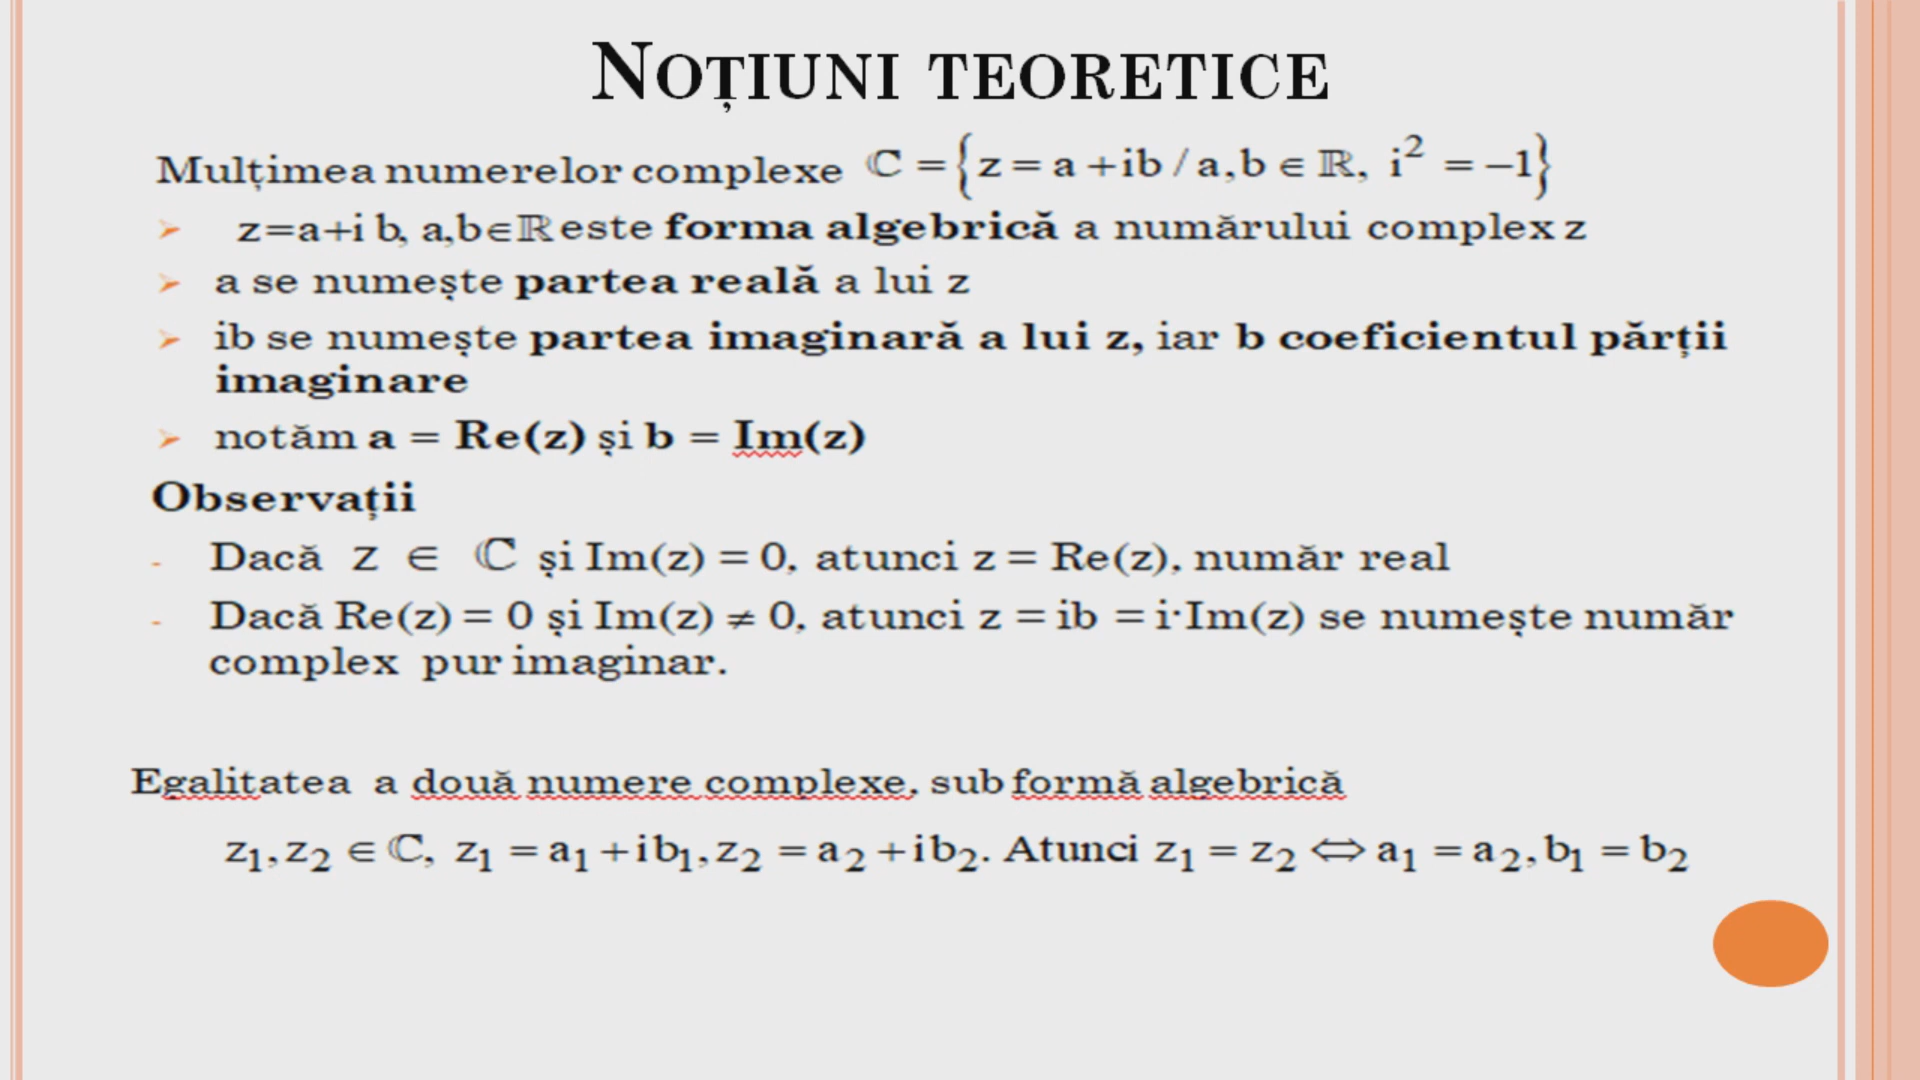 Noțiuni teoretice
Mulțimea numerelor complexe ℂ = {z = a + ib / a, b ∈ ℝ, i² = −1}
➢ z=a+i b, a,b∈ℝ este forma algebrică a numărului complex z
➢ a se numește partea reală a lui z
➢ ib se numește partea imaginară a lui z, iar b coeficientul părții
imaginare
➢ notăm a = Re(z) și b = Im(z)
Observații
- Dacă z ∈ ℂ și Im(z) = 0, atunci z = Re(z), număr real
- Dacă Re(z) = 0 și Im(z) ≠ 0, atunci z = ib = i·Im(z) se numește număr
complex pur imaginar.
Egalitatea a două numere complexe, sub formă algebrică
z₁, z₂ ∈ ℂ, z₁ = a₁ + ib₁, z₂ = a₂ + ib₂. Atunci z₁ = z₂ ⇔ a₁ = a₂, b₁ = b₂